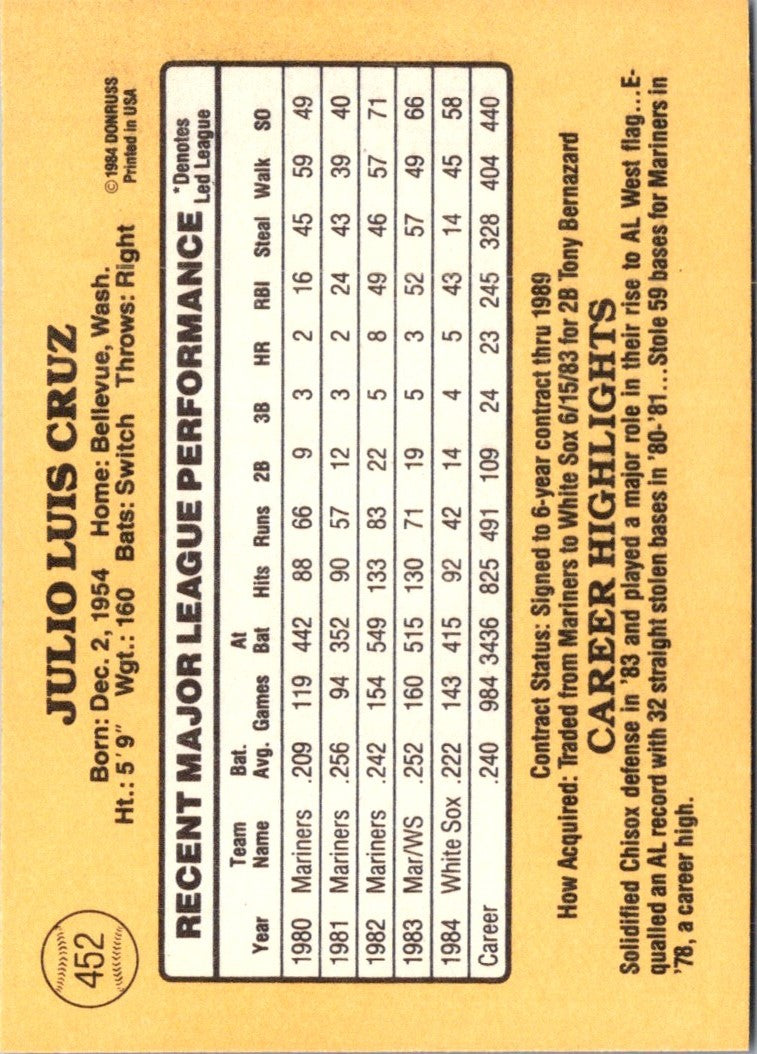 452
JULIO LUIS CRUZ
©1984 DONRUSS
Born: Dec. 2, 1954 Home: Bellevue, Wash.
Printed in USA
Ht.: 5'9" Wgt.: 160 Bats: Switch Throws: Right
RECENT MAJOR LEAGUE PERFORMANCE *Denotes Led League
Year Team Name Bat. Avg. Games At Bat Hits Runs 2B 3B HR RBI Steal Walk SO
1980 Mariners .209 119 442 88 66 9 3 2 16 45 59 49
1981 Mariners .256 94 352 90 57 12 3 2 24 43 39 40
1982 Mariners .242 154 549 133 83 22 5 8 49 46 57 71
1983 Mar/WS .252 160 515 130 71 19 5 3 52 57 49 66
1984 White Sox .222 143 415 92 42 14 4 5 43 14 45 58
Career .240 984 3436 825 491 109 24 23 245 328 404 440
Contract Status: Signed to 6-year contract thru 1989
How Acquired: Traded from Mariners to White Sox 6/15/83 for 2B Tony Bernazard
CAREER HIGHLIGHTS
Solidified Chisox defense in '83 and played a major role in their rise to AL West flag...E-
qualled an AL record with 32 straight stolen bases in '80-'81...Stole 59 bases for Mariners in
'78, a career high.